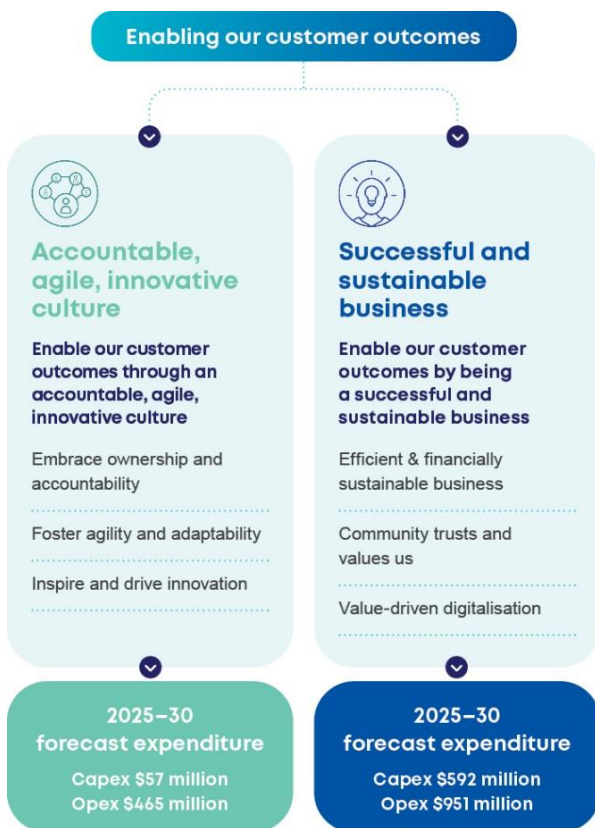 Enabling our customer outcomes
Accountable,
agile, innovative
culture
Enable our customer
outcomes through an
accountable, agile,
innovative culture
Embrace ownership and
accountability
Foster agility and adaptability
Inspire and drive innovation
2025–30
forecast expenditure
Capex $57 million
Opex $465 million
Successful and
sustainable
business
Enable our customer
outcomes by being
a successful and
sustainable business
Efficient & financially
sustainable business
Community trusts and
values us
Value-driven digitalisation
2025–30
forecast expenditure
Capex $592 million
Opex $951 million